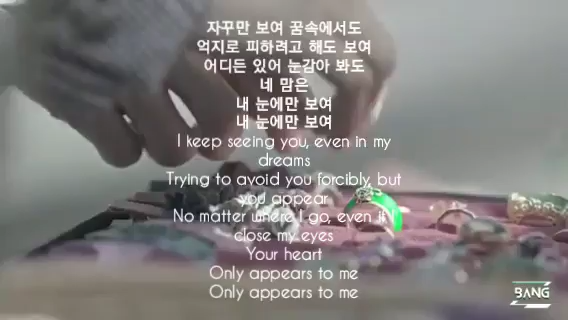 자꾸만 보여 꿈속에서도
억지로 피하려고 해도 보여
어디든 있어 눈감아 봐도
네 맘은
내 눈에만 보여
내 눈에만 보여
I keep seeing you, even in my
dreams
Trying to avoid you forcibly, but
you appear
No matter where I go, even if I
close my eyes
Your heart
Only appears to me
Only appears to me
BANG